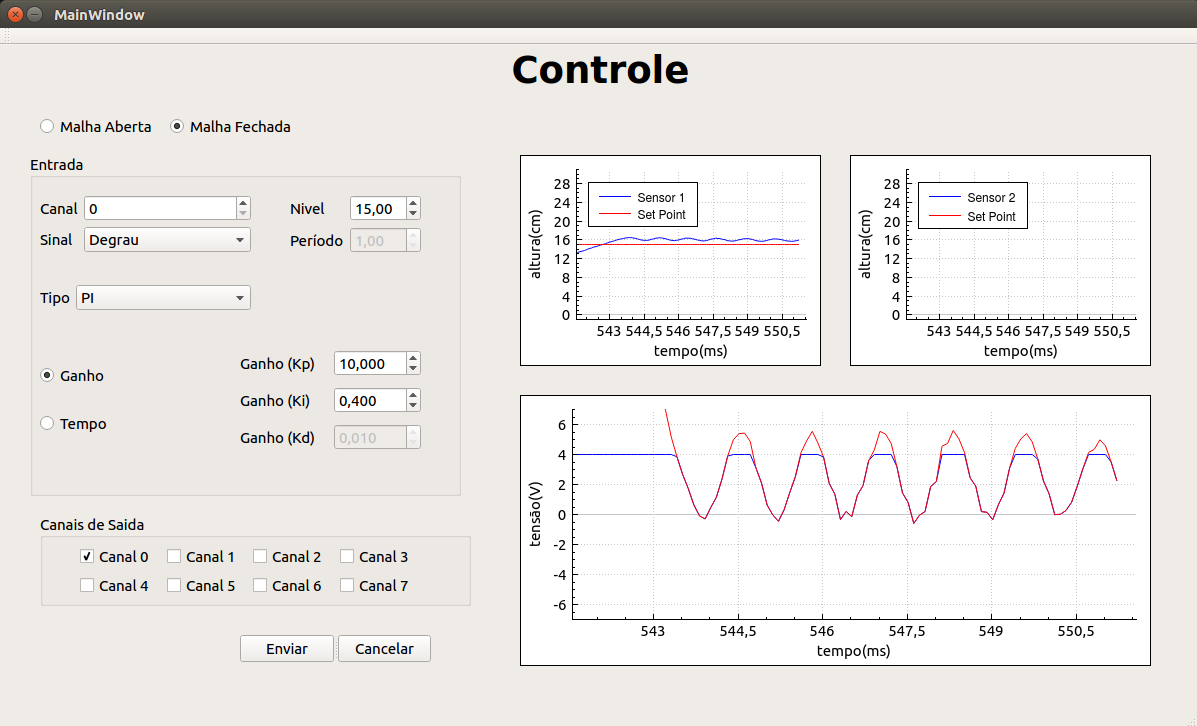 MainWindow
Controle
Malha Aberta Malha Fechada
Entrada
Canal 0 Nivel 15,00
Sinal Degrau Período 1,00
Tipo PI
Ganho
Tempo
Ganho (Kp) 10,000
Ganho (Ki) 0,400
Ganho (Kd) 0,010
Canais de Saida
Canal 0 Canal 1 Canal 2 Canal 3
Canal 4 Canal 5 Canal 6 Canal 7
Enviar Cancelar
altura(cm)
28
24
20
16
12
8
4
0
Sensor 1
Set Point
543 544,5 546 547,5 549 550,5
tempo(ms)
altura(cm)
28
24
20
16
12
8
4
0
Sensor 2
Set Point
543 544,5 546 547,5 549 550,5
tempo(ms)
tensão(V)
6
4
2
0
-2
-4
-6
543 544,5 546 547,5 549 550,5
tempo(ms)